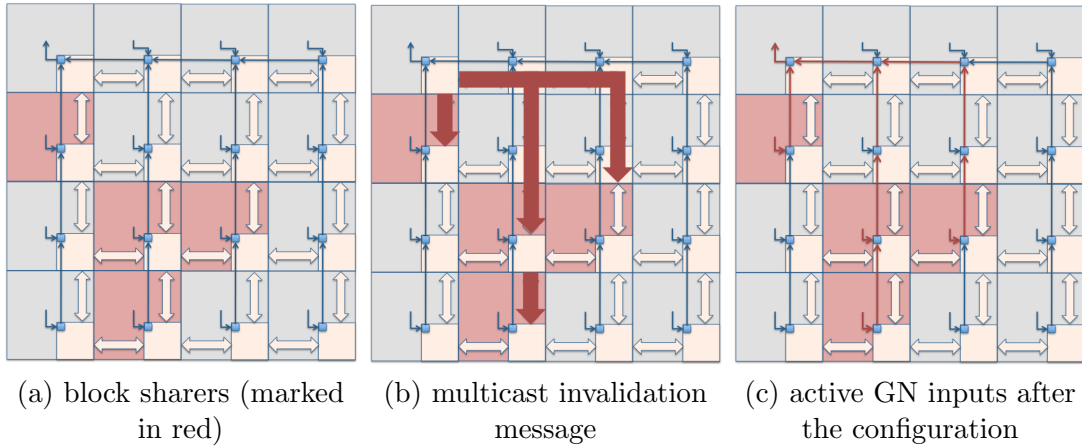 (a) block sharers (marked
in red)
(b) multicast invalidation
message
(c) active GN inputs after
the configuration